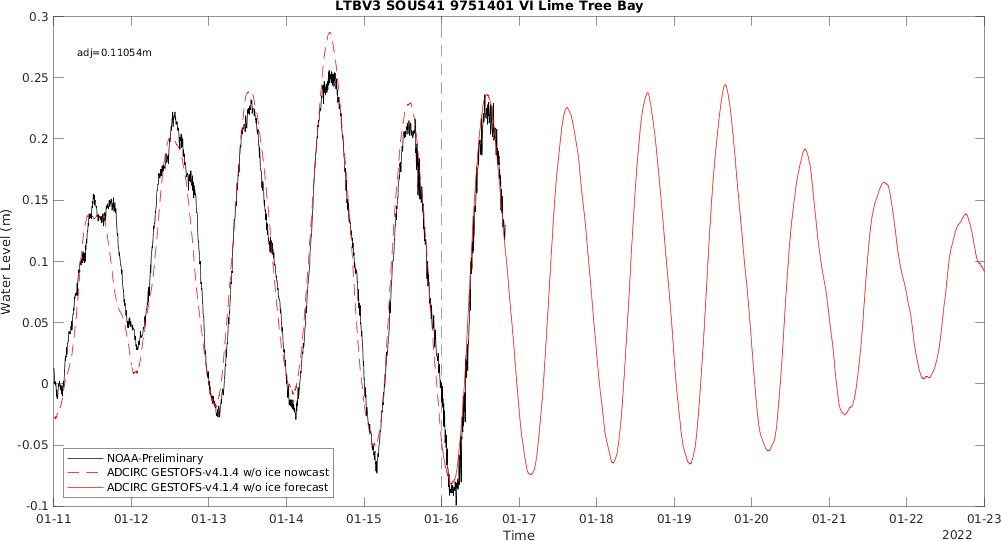 LTBV3 SOUS41 9751401 VI Lime Tree Bay
adj=0.11054m
Water Level (m)
0.3
0.25
0.2
0.15
0.1
0.05
0
-0.05
-0.1
NOAA-Preliminary
ADCIRC GESTOFS-v4.1.4 w/o ice nowcast
ADCIRC GESTOFS-v4.1.4 w/o ice forecast
01-11 01-12 01-13 01-14 01-15 01-16 01-17 01-18 01-19 01-20 01-21 01-22 01-23
Time
2022